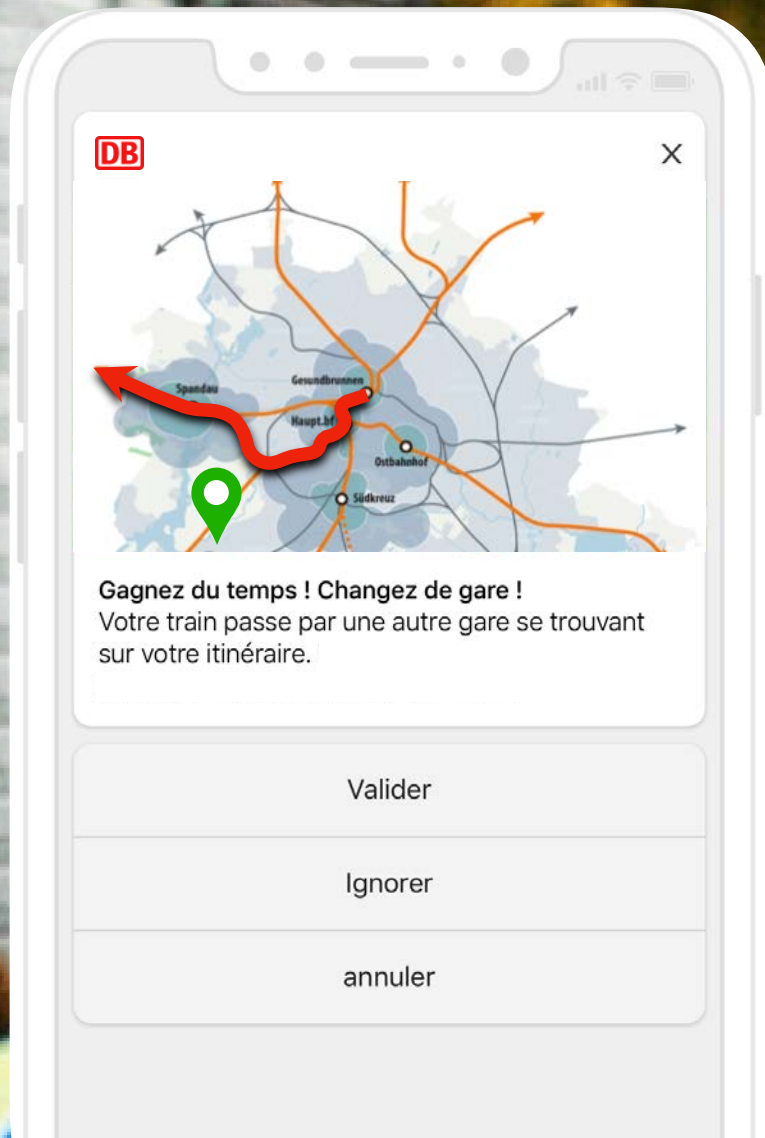 DB
X
Gesundbrunnen
Spandau
Haupt.bf
Ostbahnhof
Südkreuz
Gagnez du temps ! Changez de gare !
Votre train passe par une autre gare se trouvant
sur votre itinéraire.
Valider
Ignorer
annuler